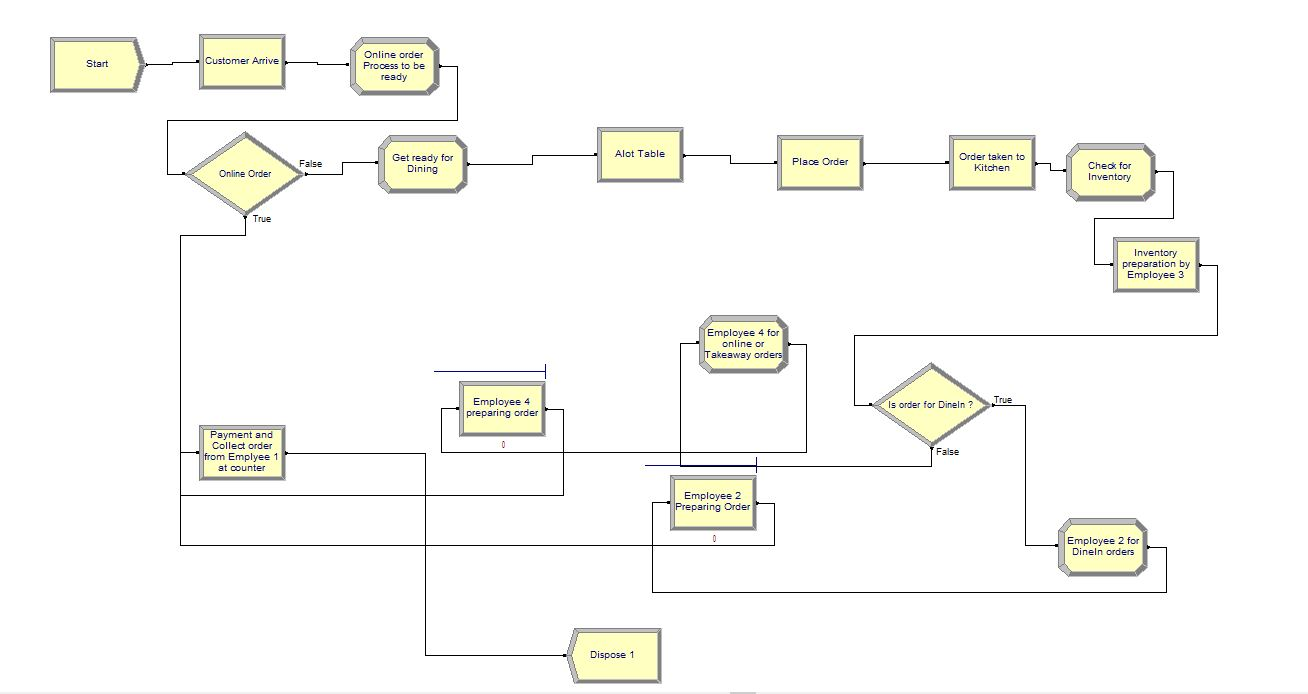 Start
Customer Arrive
Online order
Process to be
ready
Online Order
False
True
Get ready for
Dining
Alot Table
Place Order
Order taken to
Kitchen
Check for
Inventory
Inventory
preparation by
Employee 3
Employee 4 for
online or
Takeaway orders
Is order for DineIn ?
True
False
Employee 4
preparing order
0
Payment and
Collect order
from Emplyee 1
at counter
Employee 2
Preparing Order
0
Employee 2 for
DineIn orders
Dispose 1